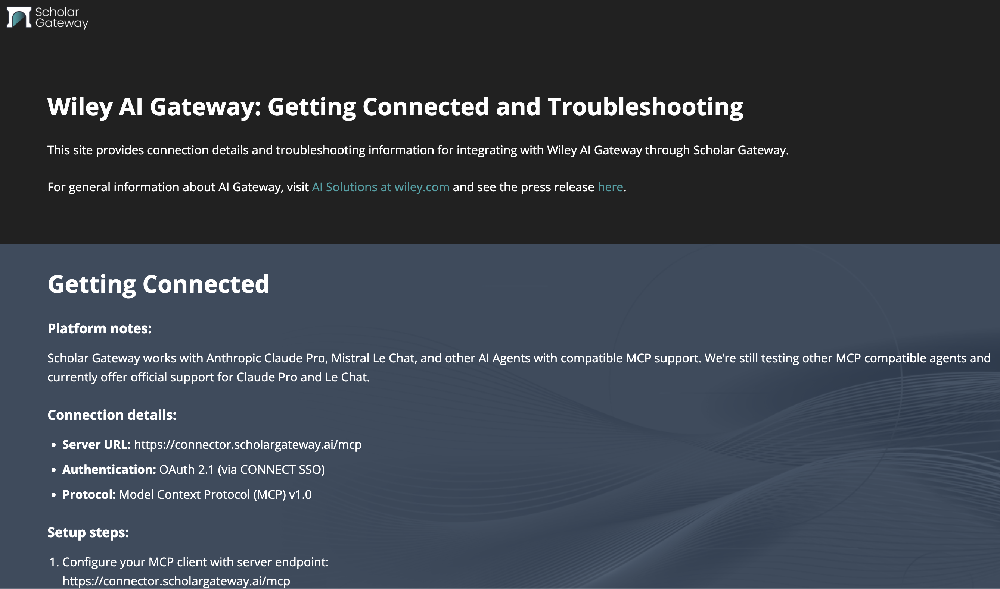 Scholar
Gateway
Wiley AI Gateway: Getting Connected and Troubleshooting
This site provides connection details and troubleshooting information for integrating with Wiley AI Gateway through Scholar Gateway.
For general information about AI Gateway, visit AI Solutions at wiley.com and see the press release here.
Getting Connected
Platform notes:
Scholar Gateway works with Anthropic Claude Pro, Mistral Le Chat, and other AI Agents with compatible MCP support. We’re still testing other MCP compatible agents and
currently offer official support for Claude Pro and Le Chat.
Connection details:
• Server URL: https://connector.scholargateway.ai/mcp
• Authentication: OAuth 2.1 (via CONNECT SSO)
• Protocol: Model Context Protocol (MCP) v1.0
Setup steps:
1. Configure your MCP client with server endpoint:
https://connector.scholargateway.ai/mcp